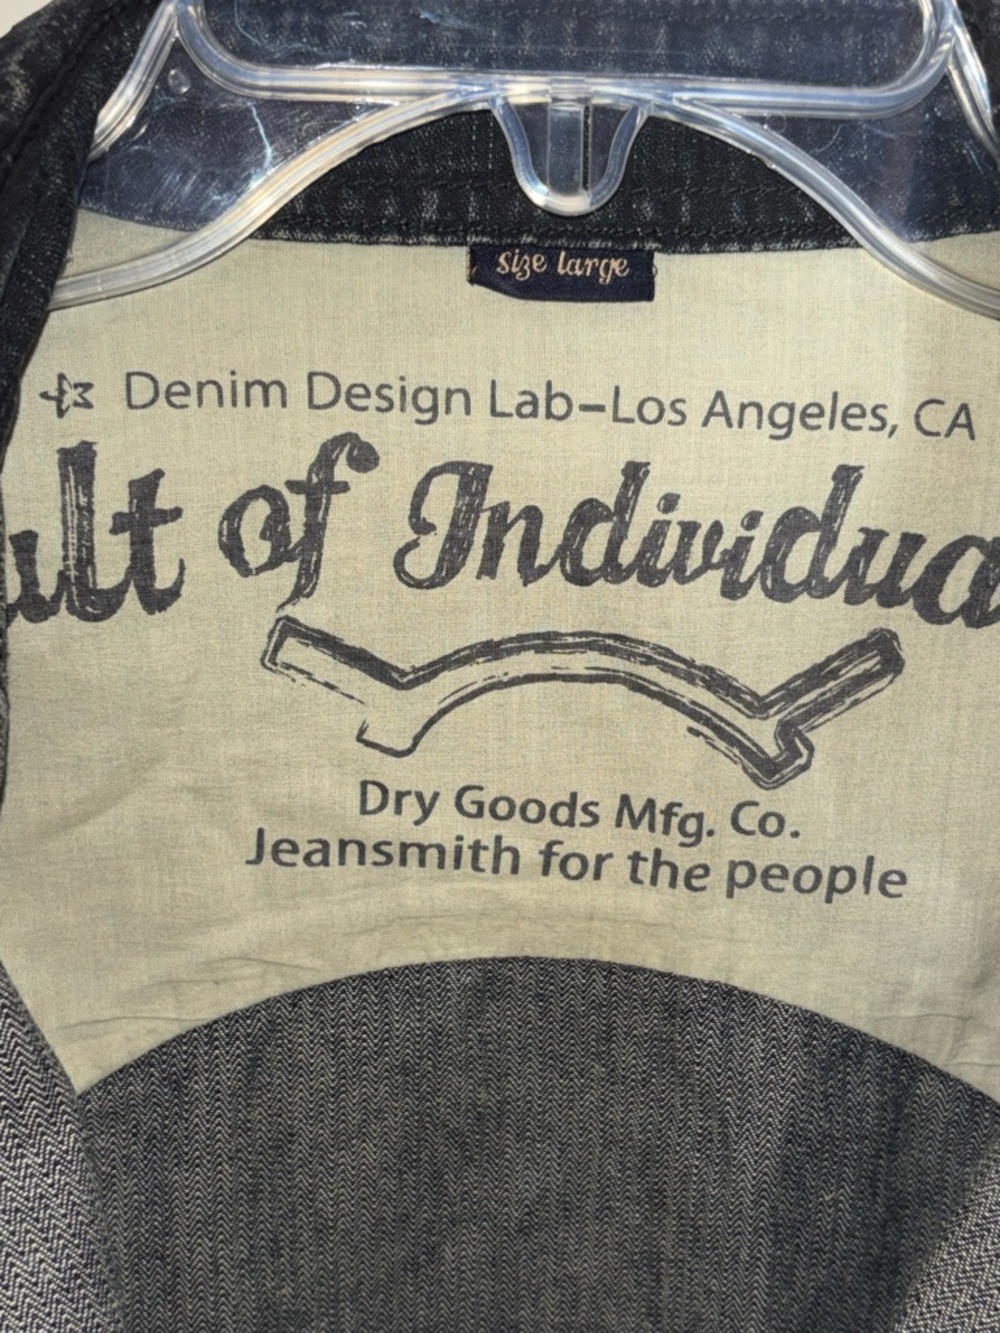 size large
Denim Design Lab–Los Angeles, CA
ult of Individua
Dry Goods Mfg. Co.
Jeansmith for the people